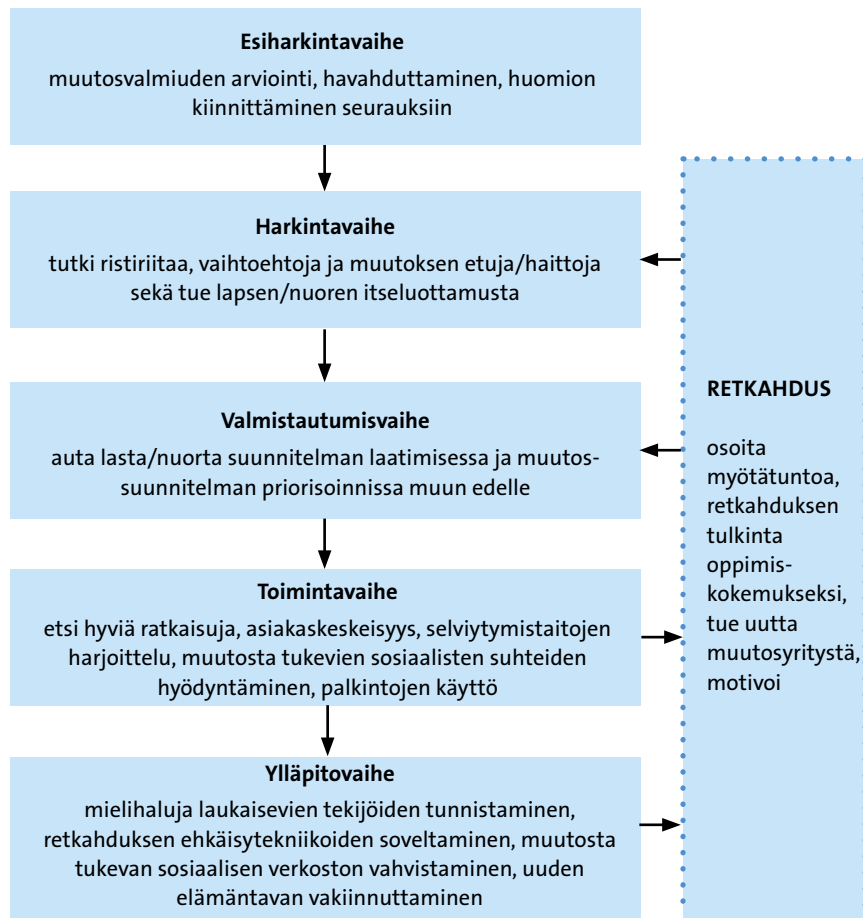 Esiharkintavaihe
muutosvalmiuden arviointi, havahduttaminen, huomion
kiinnittäminen seurauksiin
Harkintavaihe
tutki ristiriitaa, vaihtoehtoja ja muutoksen etuja/haittoja
sekä tue lapsen/nuoren itseluottamusta
Valmistautumisvaihe
auta lasta/nuorta suunnitelman laatimisessa ja muutos-
suunnitelman priorisoinnissa muun edelle
Toimintavaihe
etsi hyviä ratkaisuja, asiakaskeskeisyys, selviytymistaitojen
harjoittelu, muutosta tukevien sosiaalisten suhteiden
hyödyntäminen, palkintojen käyttö
Ylläpitovaihe
mielihaluja laukaisevien tekijöiden tunnistaminen,
retkahduksen ehkäisytekniikoiden soveltaminen, muutosta
tukevan sosiaalisen verkoston vahvistaminen, uuden
elämäntavan vakiinnuttaminen
RETKAHDUS
osoita
myötätuntoa,
retkahduksen
tulkinta
oppimis-
kokemukseksi,
tue uutta
muutosyritystä,
motivoi